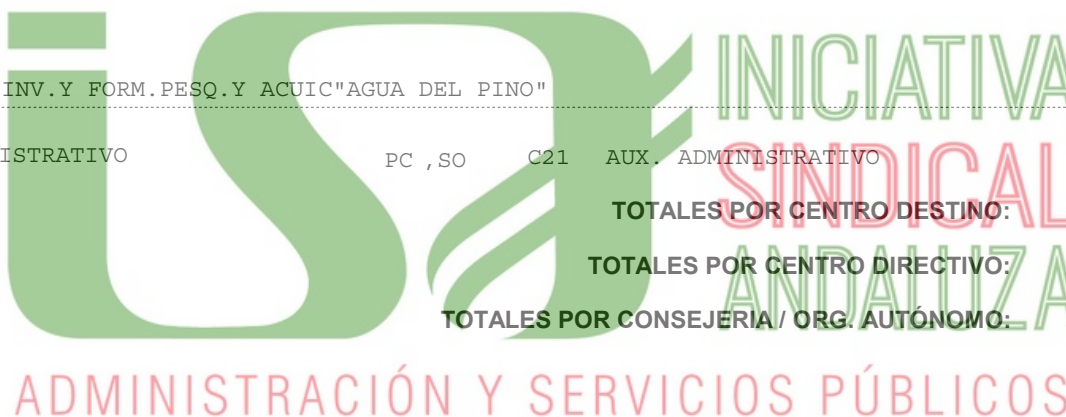 isa
INICIATIVA
SINDICAL
ANDALUZA
INV.Y FORM.PESQ.Y ACUIC"AGUA DEL PINO"
ISTRATIVO PC ,SO C21 AUX. ADMINISTRATIVO
TOTALES POR CENTRO DESTINO:
TOTALES POR CENTRO DIRECTIVO:
TOTALES POR CONSEJERIA / ORG. AUTÓNOMO:
ADMINISTRACIÓN Y SERVICIOS PÚBLICOS